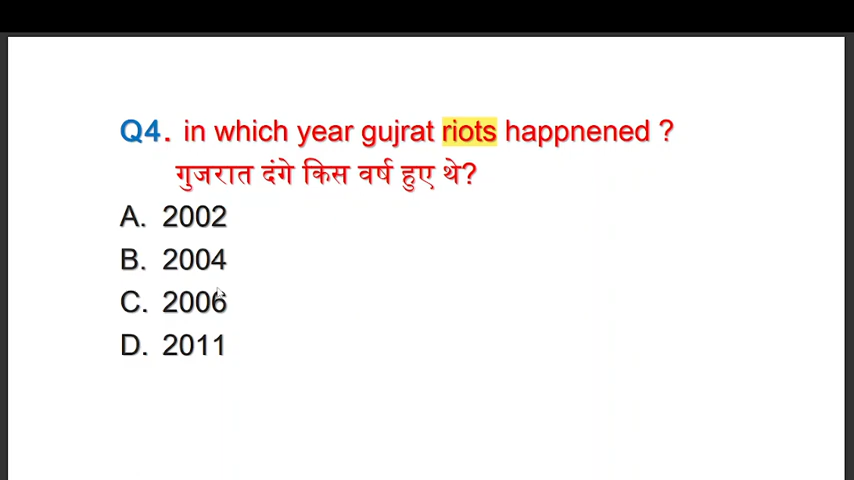 Q4. in which year gujrat riots happnened ?
गुजरात दंगे किस वर्ष हुए थे?
A. 2002
B. 2004
C. 2006
D. 2011